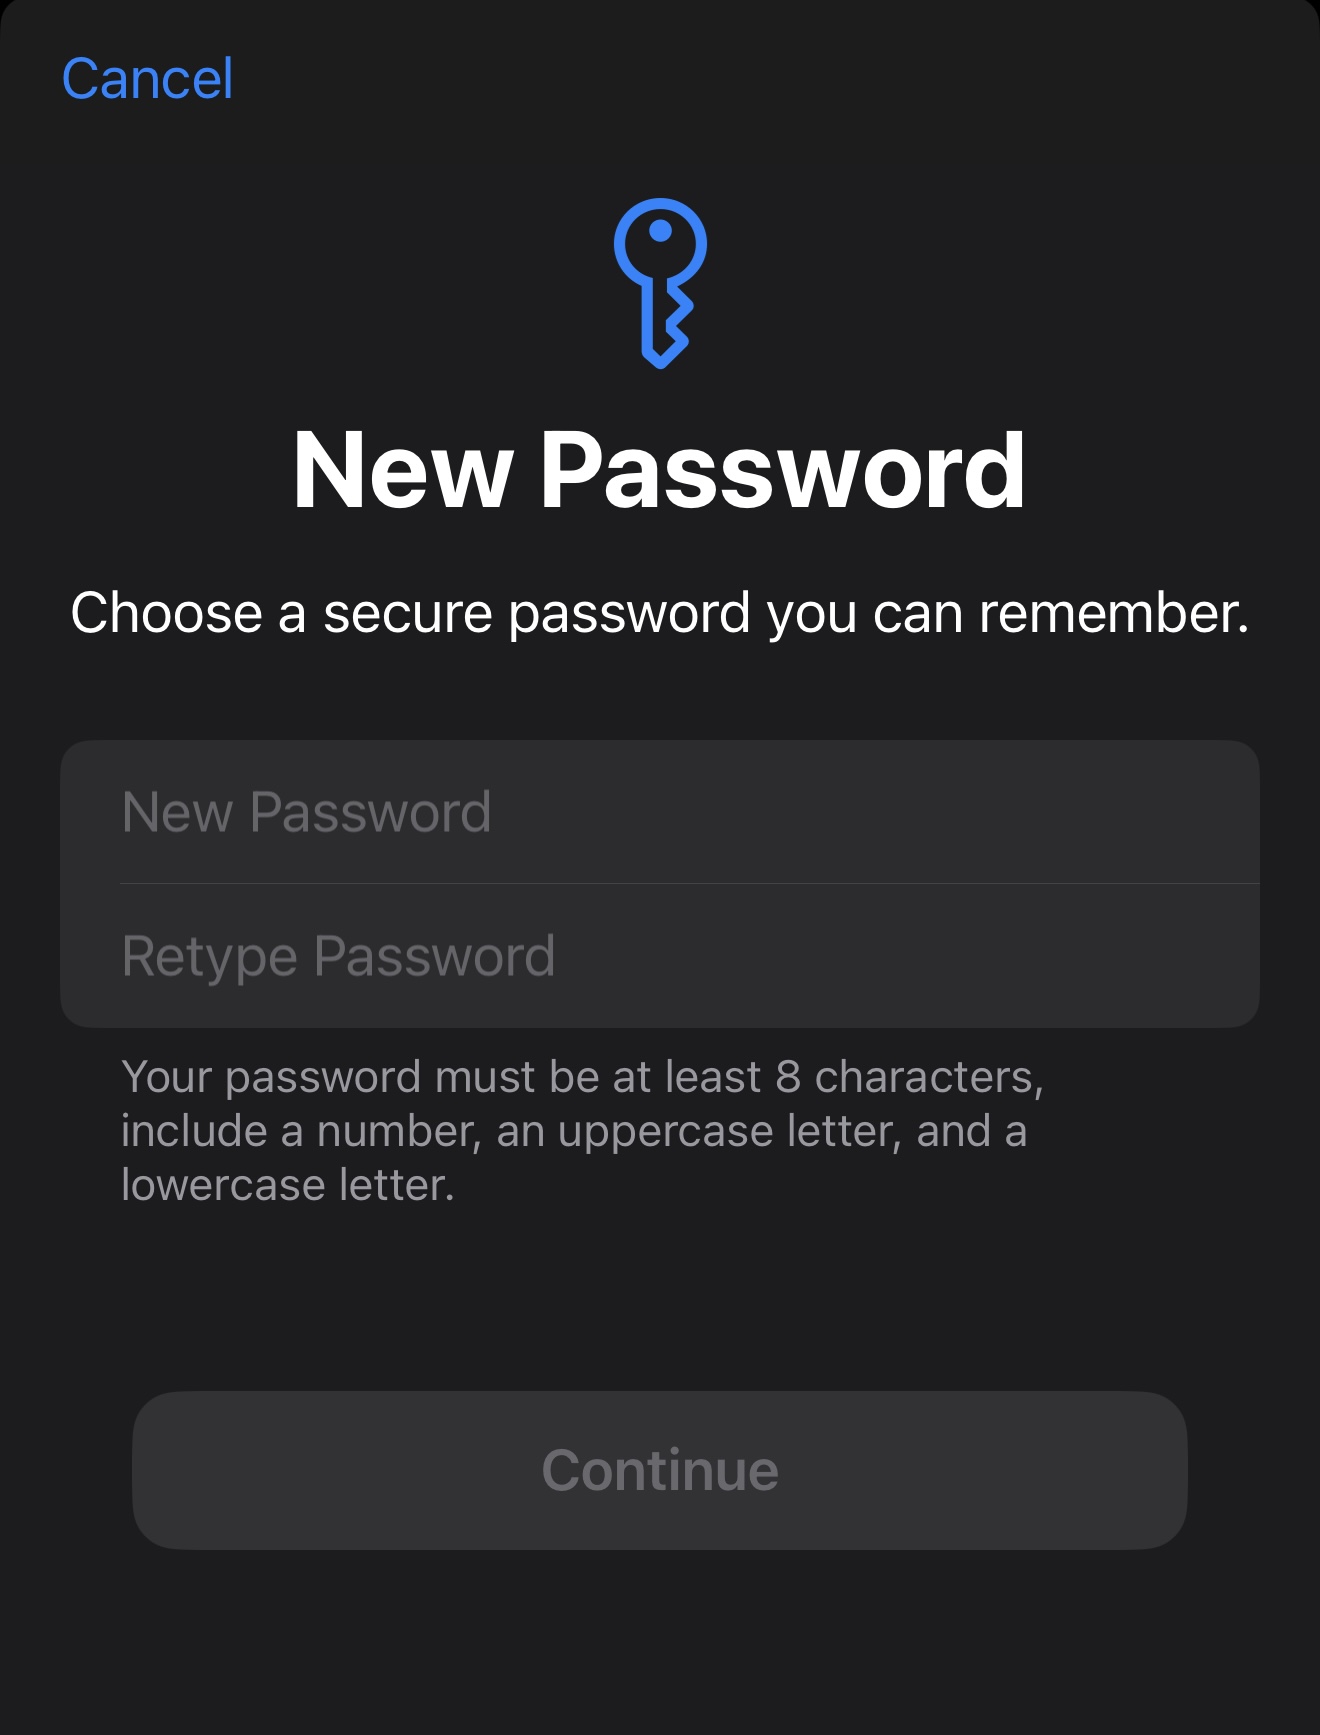 Cancel
New Password
Choose a secure password you can remember.
New Password
Retype Password
Your password must be at least 8 characters,
include a number, an uppercase letter, and a
lowercase letter.
Continue